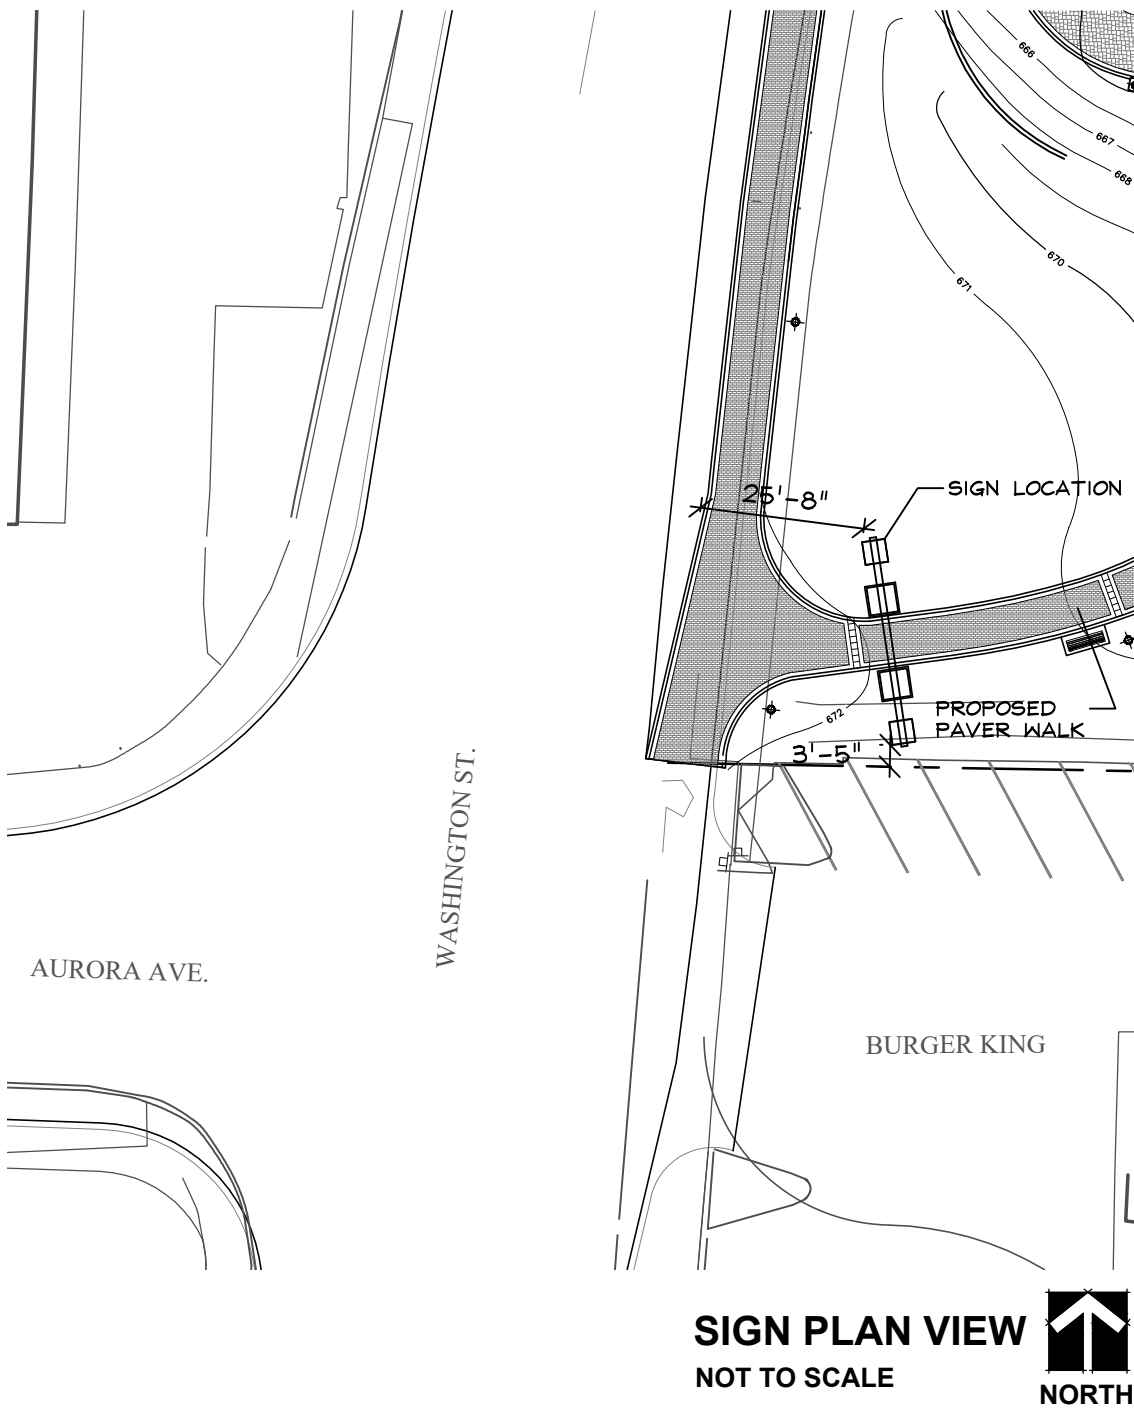 666
667
668
670
671
25'-8"
SIGN LOCATION
PROPOSED
PAVER WALK
672
3'-5"
WASHINGTON ST.
AURORA AVE.
BURGER KING
SIGN PLAN VIEW
NOT TO SCALE
NORTH